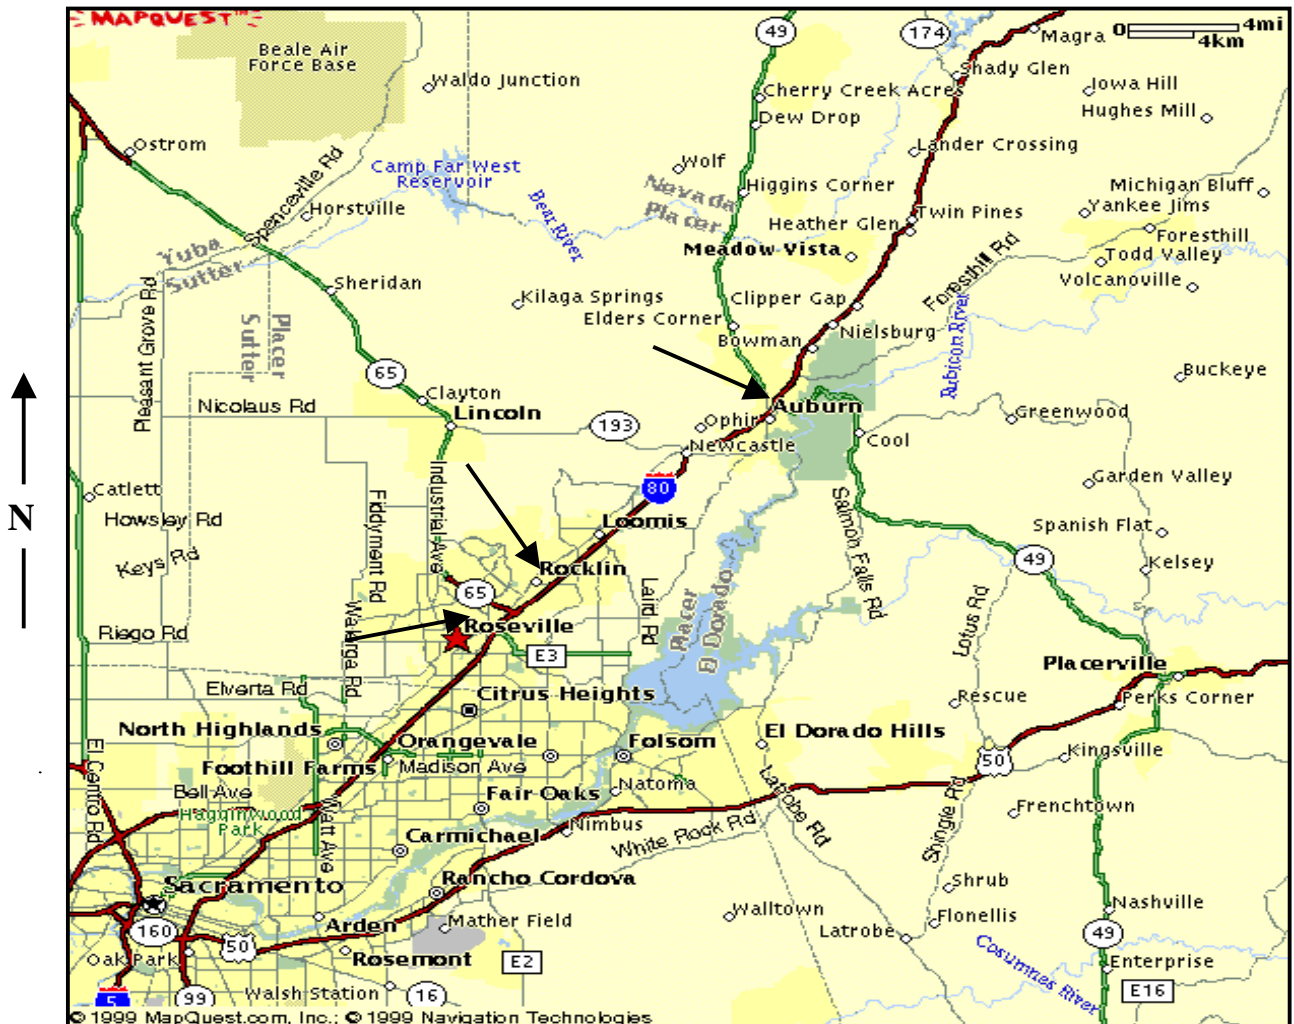 MAPQUEST™
49
174
Magra
0
4mi
4km
Beale Air
Force Base
Waldo Junction
Shady Glen
Cherry Creek Acres
Jowa Hill
Hughes Mill
Dew Drop
Ostrom
Lander Crossing
Wolf
Camp Far West
Reservoir
Spenceville Rd
Nevada
Placer
Higgins Corner
Michigan Bluff
Yankee Jims
Horstville
Bear River
Twin Pines
Heather Glen
Foresthill
Yuba
Sutter
Meadow Vista
Foresthill Rd
Todd Valley
Volcanoville
Sheridan
Pleasant Grove Rd
Kilaga Springs
Clipper Gap
Elders Corner
Placer
Sutter
Nielsburg
Bowman
Rubicon River
65
Buckeye
Clayton
Nicolaus Rd
Lincoln
193
Ophir
Auburn
Greenwood
Newcastle
Cool
N
80
Catlett
Industrial Ave
Fiddyment Rd
Garden Valley
Howsley Rd
Loomis
Salmon Falls Rd
Spanish Flat
Keys Rd
Rocklin
49
Kelsey
65
Laird Rd
Placer
El Dorado
Lotus Rd
Riego Rd
Walerga Rd
Roseville
E3
Placerville
Elverta Rd
Citrus Heights
Rescue
Perks Corner
North Highlands
Orangevale
Folsom
El Dorado Hills
Kingsville
50
El Centro Rd
Foothill Farms
Madison Ave
Bell Ave
Natoma
Latrobe Rd
Fair Oaks
Frenchtown
Hagginwood
Park
Watt Ave
Nimbus
White Rock Rd
Shingle Rd
Carmichael
Sacramento
Rancho Cordova
Shrub
Walltown
Nashville
Arden
Mather Field
Flonellis
160
50
Latrobe
49
Oak Park
Rosemont
E2
Cosumnes River
Enterprise
5
99
Walsh Station
16
E16
© 1999 MapQuest.com, Inc.; © 1999 Navigation Technologies